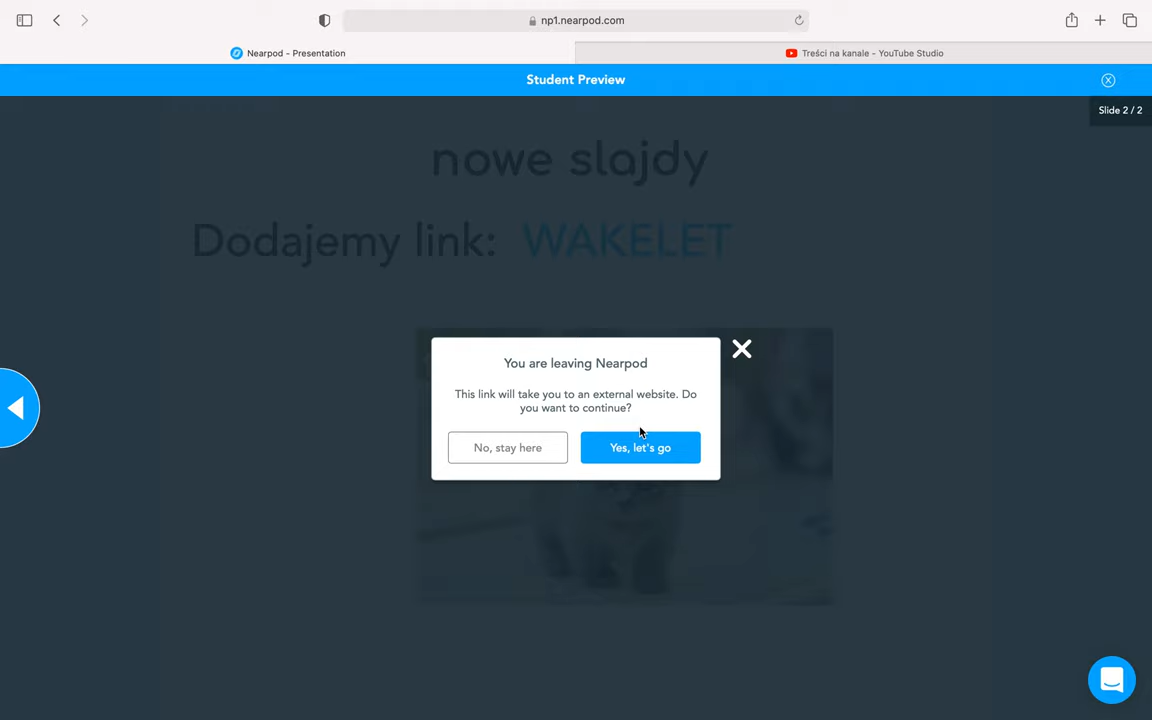 np1.nearpod.com
Nearpod - Presentation
Treści na kanale - YouTube Studio
Student Preview
Slide 2 / 2
nowe slajdy
Dodajemy link: WAKELET
You are leaving Nearpod
This link will take you to an external website. Do
you want to continue?
No, stay here
Yes, let's go